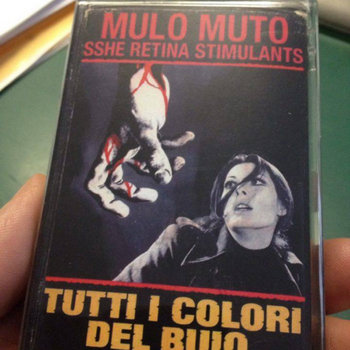 MULO MUTO
SSHE RETINA STIMULANTS
TUTTI I COLORI
DEL BUIO